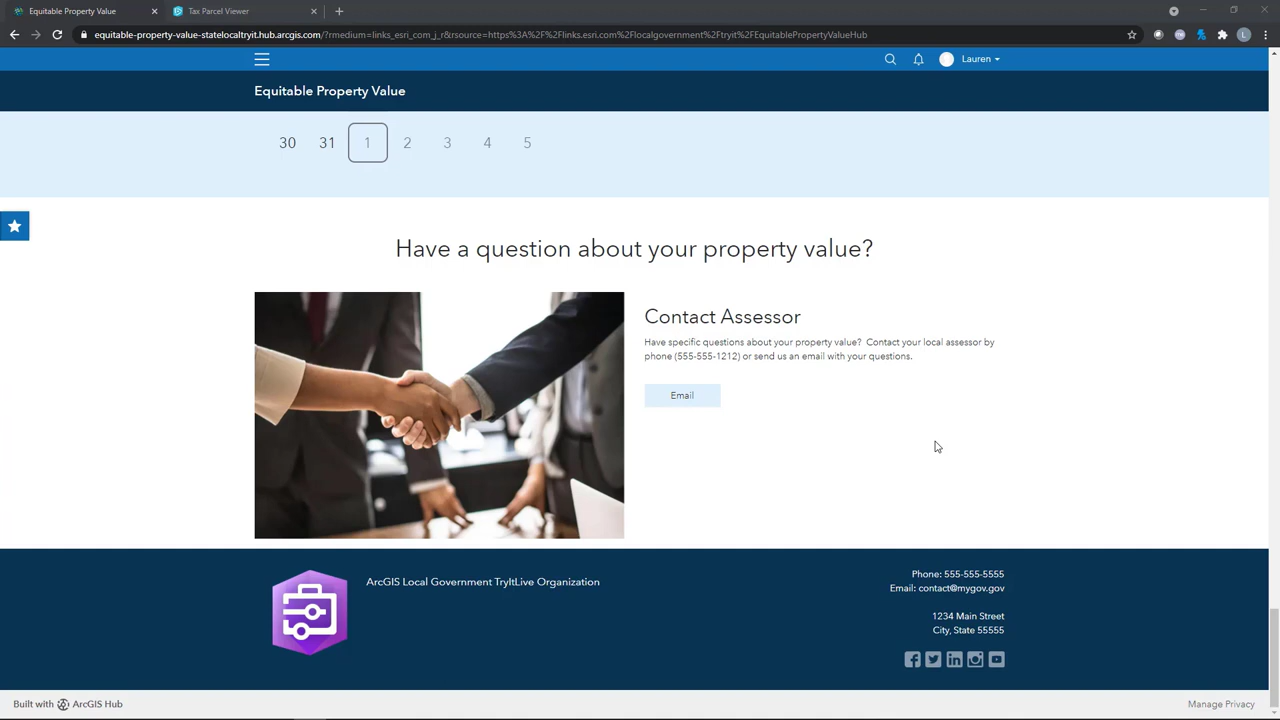 Equitable Property Value
Tax Parcel Viewer
equitable-property-value-statelocaltryit.hub.arcgis.com/?rmedium=links_esri_com_j_r&rsource=https%3A%2F%2Flinks.esri.com%2Flocalgovernment%2Ftryit%2FEquitablePropertyValueHub
L
Lauren
Equitable Property Value
30 31 1 2 3 4 5
Have a question about your property value?
Contact Assessor
Have specific questions about your property value? Contact your local assessor by
phone (555-555-1212) or send us an email with your questions.
Email
ArcGIS Local Government TryItLive Organization
Phone: 555-555-5555
Email: contact@mygov.gov
1234 Main Street
City, State 55555
Built with ArcGIS Hub
Manage Privacy